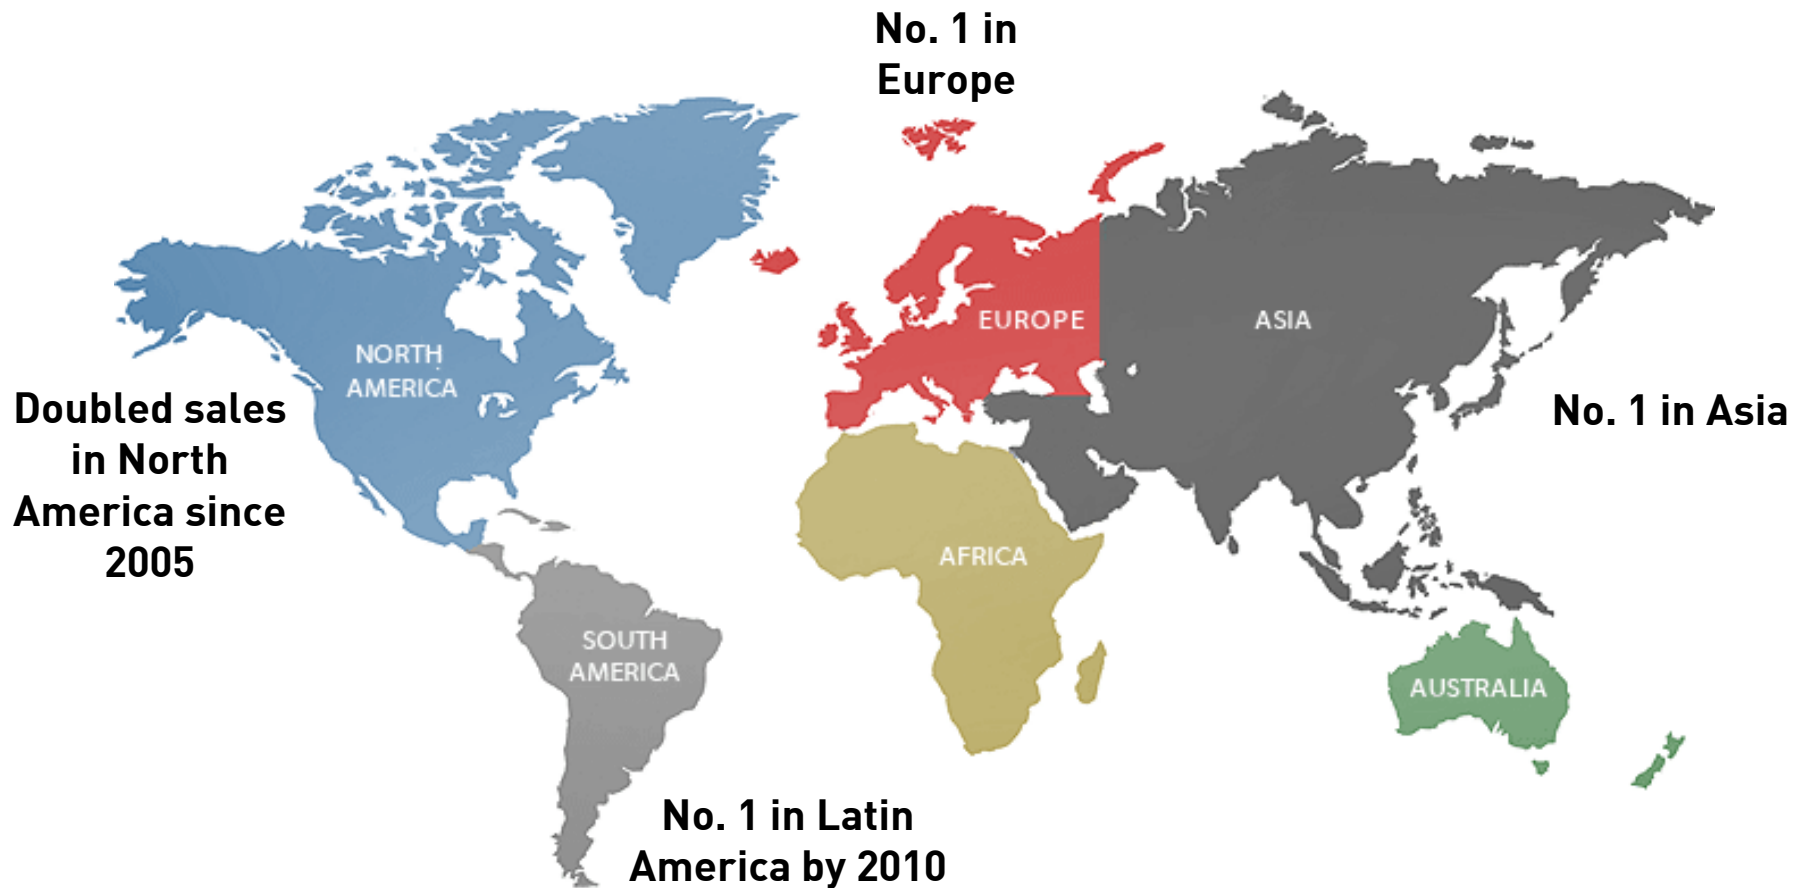 No. 1 in
Europe
EUROPE
ASIA
NORTH
AMERICA
Doubled sales
in North
America since
2005
No. 1 in Asia
AFRICA
SOUTH
AMERICA
AUSTRALIA
No. 1 in Latin
America by 2010